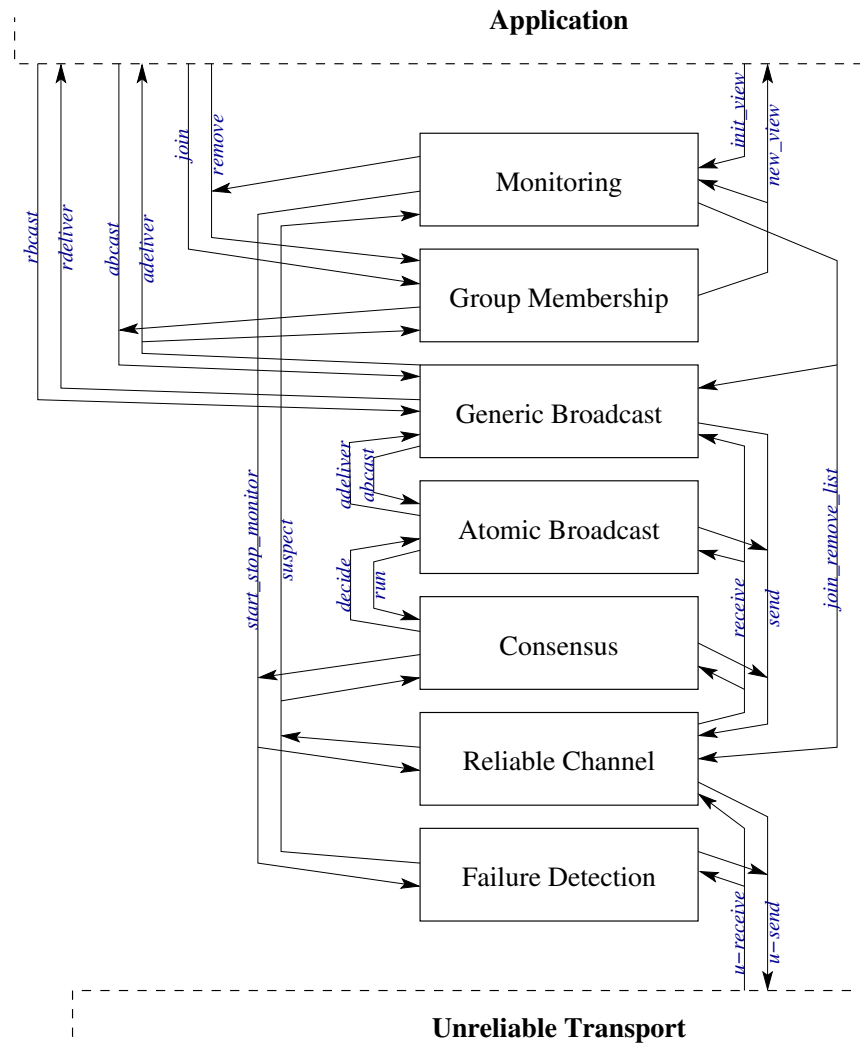 Application
init_view
new_view
join
remove
Monitoring
rbcast
rdeliver
abcast
adeliver
Group Membership
Generic Broadcast
adeliver
abcast
start_stop_monitor
suspect
Atomic Broadcast
join_remove_list
decide
run
receive
send
Consensus
Reliable Channel
Failure Detection
u-receive
u-send
Unreliable Transport